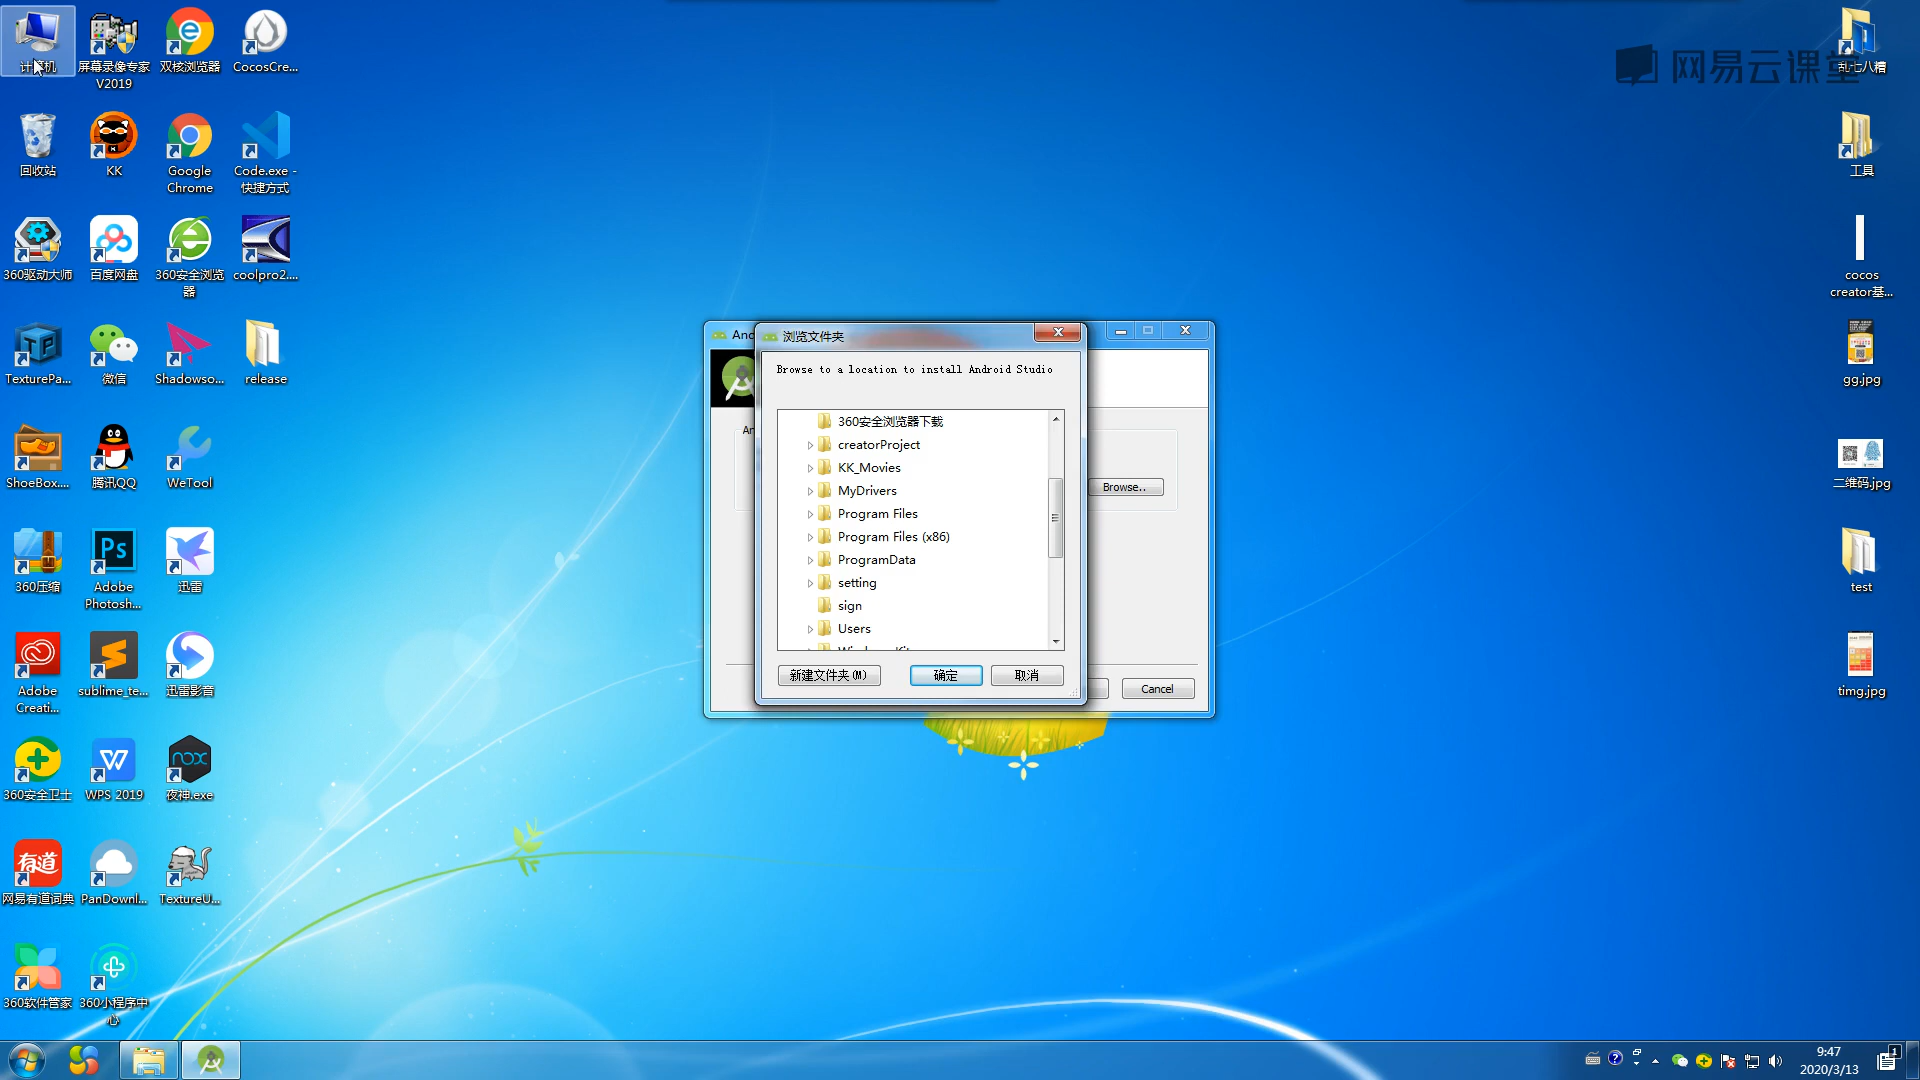 计算机
屏幕录像专家
V2019
双核浏览器
CocosCre...
回收站
KK
Google
Chrome
Code.exe -
快捷方式
360驱动大师
百度网盘
360安全浏览
器
coolpro2....
TexturePa...
微信
Shadowso...
release
ShoeBox....
腾讯QQ
WeTool
360压缩
Adobe
Photosh...
迅雷
Adobe
Creati...
sublime_te...
迅雷影音
360安全卫士
WPS 2019
夜神.exe
网易有道词典
PanDownl...
TextureU...
360软件管家
360小程序中
心
网易云课堂
乱七八糟
工具
cocos
creator基...
gg.jpg
二维码.jpg
test
timg.jpg
And
浏览文件夹
Browse to a location to install Android Studio
360安全浏览器下载
creatorProject
KK_Movies
MyDrivers
Program Files
Program Files (x86)
ProgramData
setting
sign
Users
新建文件夹(M)
确定
取消
Browse..
Cancel
9:47
2020/3/13
1